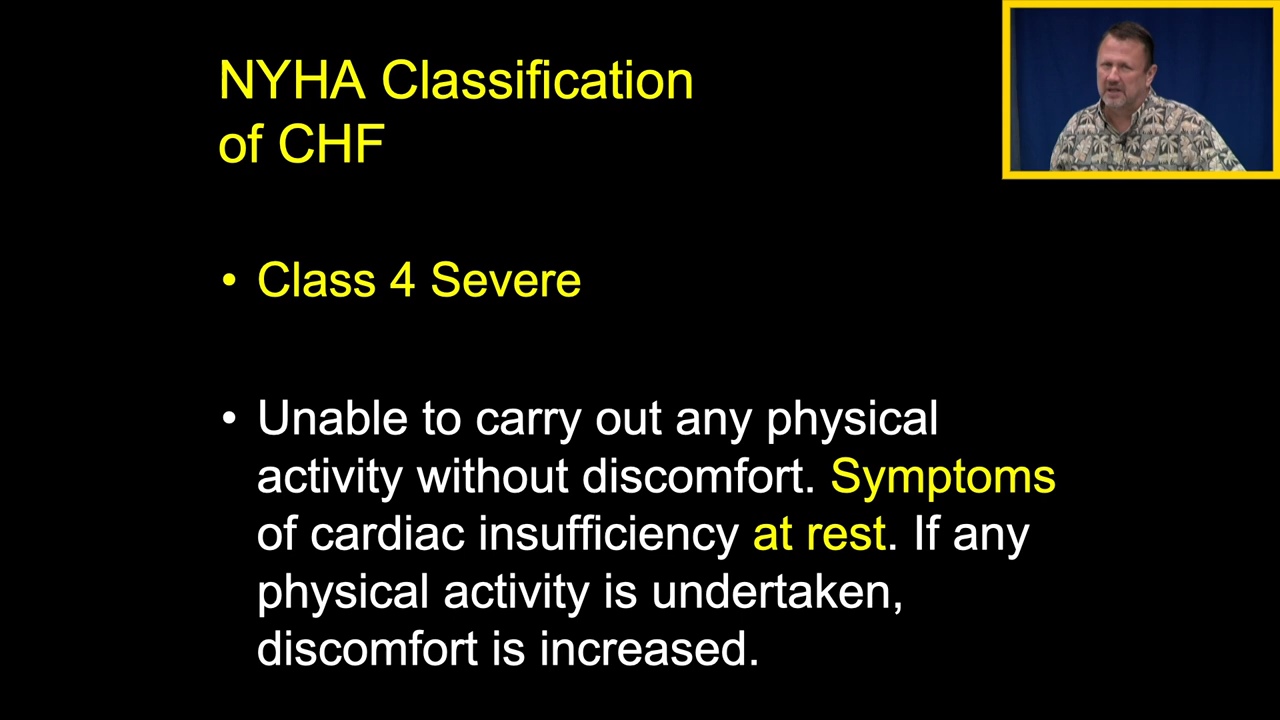 NYHA Classification
of CHF
• Class 4 Severe
• Unable to carry out any physical
activity without discomfort. Symptoms
of cardiac insufficiency at rest. If any
physical activity is undertaken,
discomfort is increased.